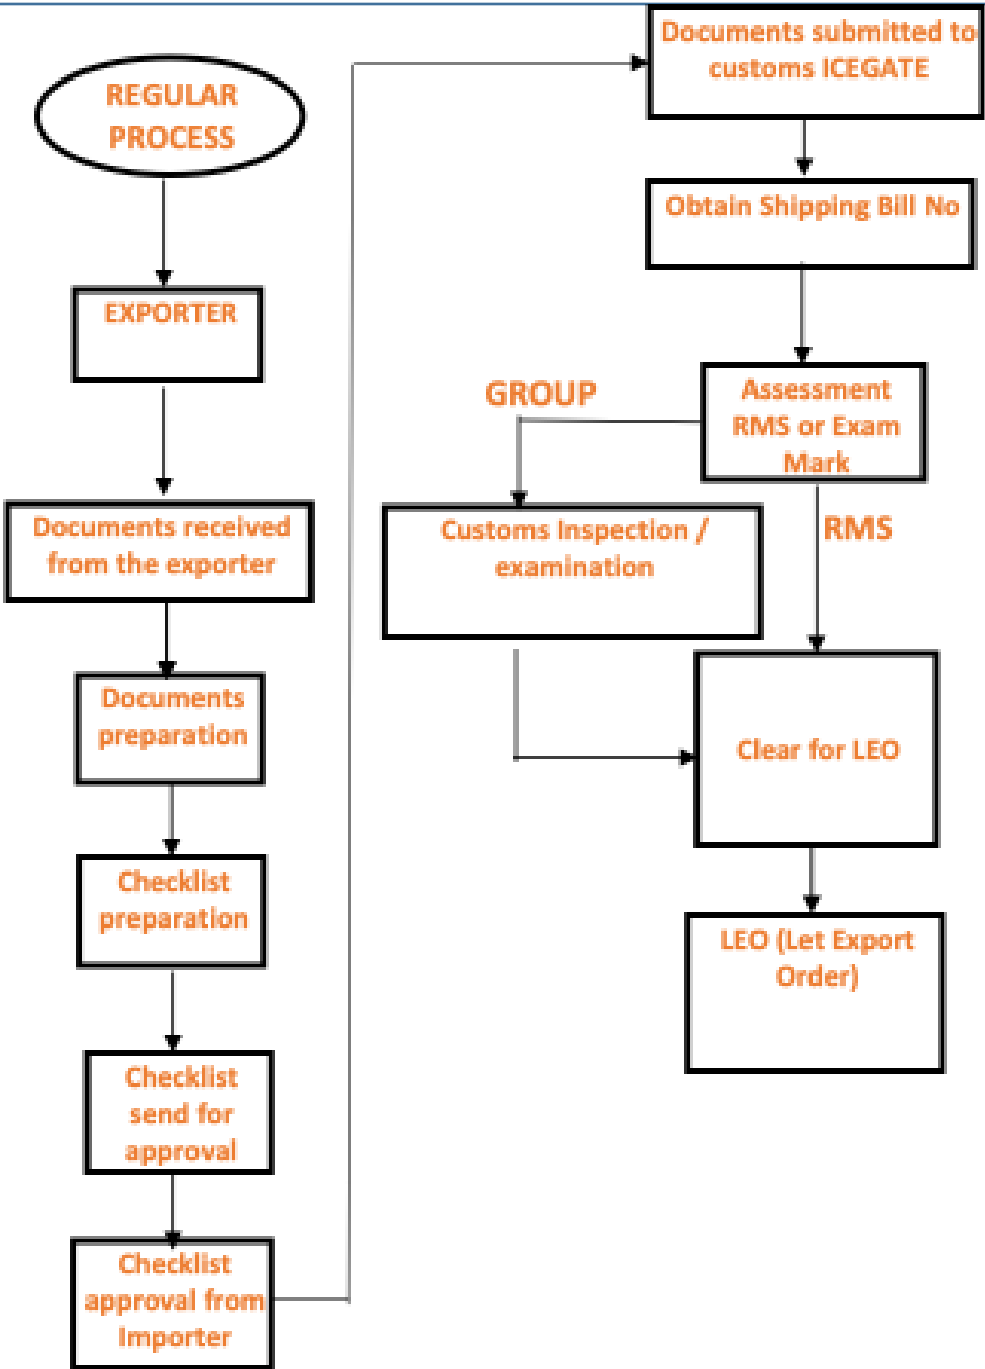 REGULAR
PROCESS
EXPORTER
Documents received
from the exporter
Documents
preparation
Checklist
preparation
Checklist
send for
approval
Checklist
approval from
Importer
Documents submitted to
customs ICEGATE
Obtain Shipping Bill No
Assessment
RMS or Exam
Mark
GROUP
RMS
Customs Inspection /
examination
Clear for LEO
LEO (Let Export
Order)